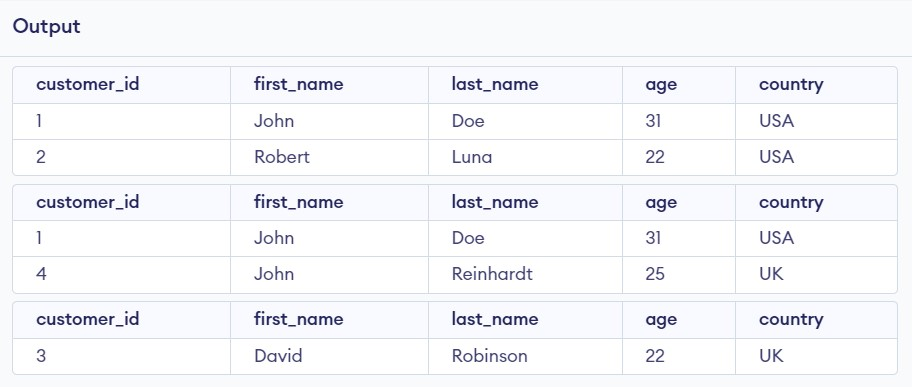 Output
customer_id first_name last_name age country
1 John Doe 31 USA
2 Robert Luna 22 USA
customer_id first_name last_name age country
1 John Doe 31 USA
4 John Reinhardt 25 UK
customer_id first_name last_name age country
3 David Robinson 22 UK